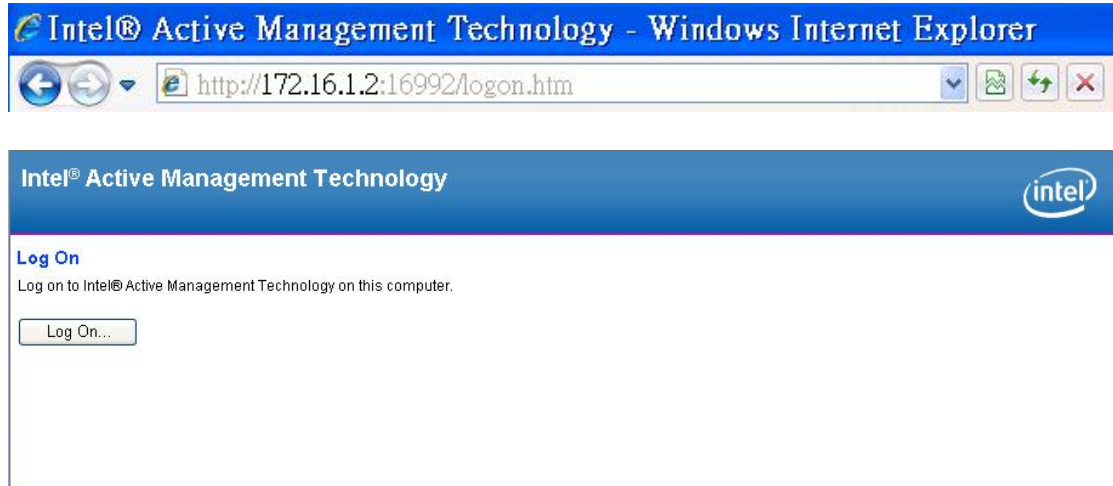 Intel® Active Management Technology - Windows Internet Explorer
http://172.16.1.2:16992/logon.htm
Intel® Active Management Technology
intel
Log On
Log on to Intel® Active Management Technology on this computer.
Log On...